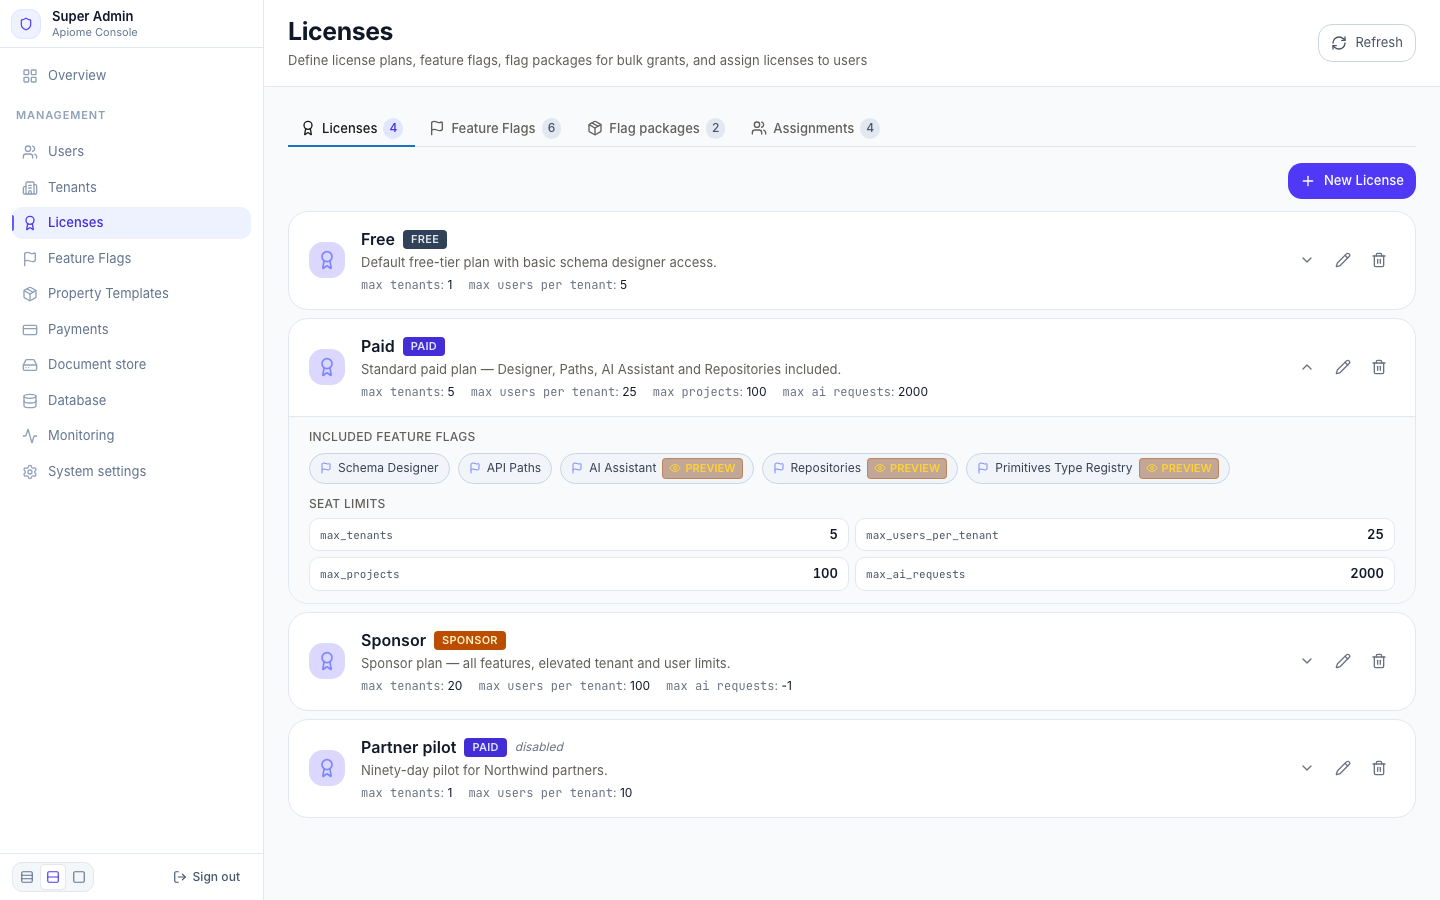 Super Admin
Apiome Console
Overview
MANAGEMENT
Users
Tenants
Licenses
Feature Flags
Property Templates
Payments
Document store
Database
Monitoring
System settings
Sign out
Licenses
Define license plans, feature flags, flag packages for bulk grants, and assign licenses to users
Refresh
Licenses 4 Feature Flags 6 Flag packages 2 Assignments 4
New License
Free FREE
Default free-tier plan with basic schema designer access.
max tenants: 1 max users per tenant: 5
Paid PAID
Standard paid plan — Designer, Paths, AI Assistant and Repositories included.
max tenants: 5 max users per tenant: 25 max projects: 100 max ai requests: 2000
INCLUDED FEATURE FLAGS
Schema Designer API Paths AI Assistant PREVIEW Repositories PREVIEW Primitives Type Registry PREVIEW
SEAT LIMITS
max_tenants 5 max_users_per_tenant 25
max_projects 100 max_ai_requests 2000
Sponsor SPONSOR
Sponsor plan — all features, elevated tenant and user limits.
max tenants: 20 max users per tenant: 100 max ai requests: -1
Partner pilot PAID disabled
Ninety-day pilot for Northwind partners.
max tenants: 1 max users per tenant: 10